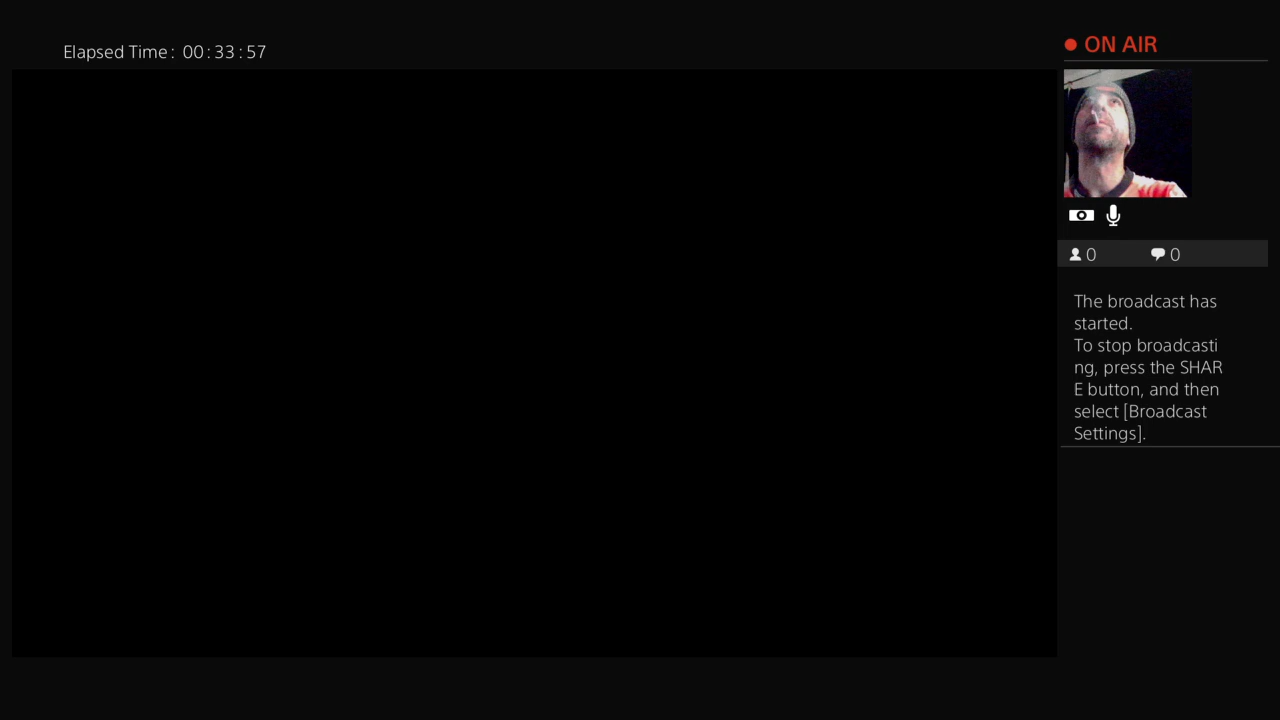 Elapsed Time: 00:33:57
ON AIR
0 0
The broadcast has
started.
To stop broadcasti
ng, press the SHAR
E button, and then
select [Broadcast
Settings].